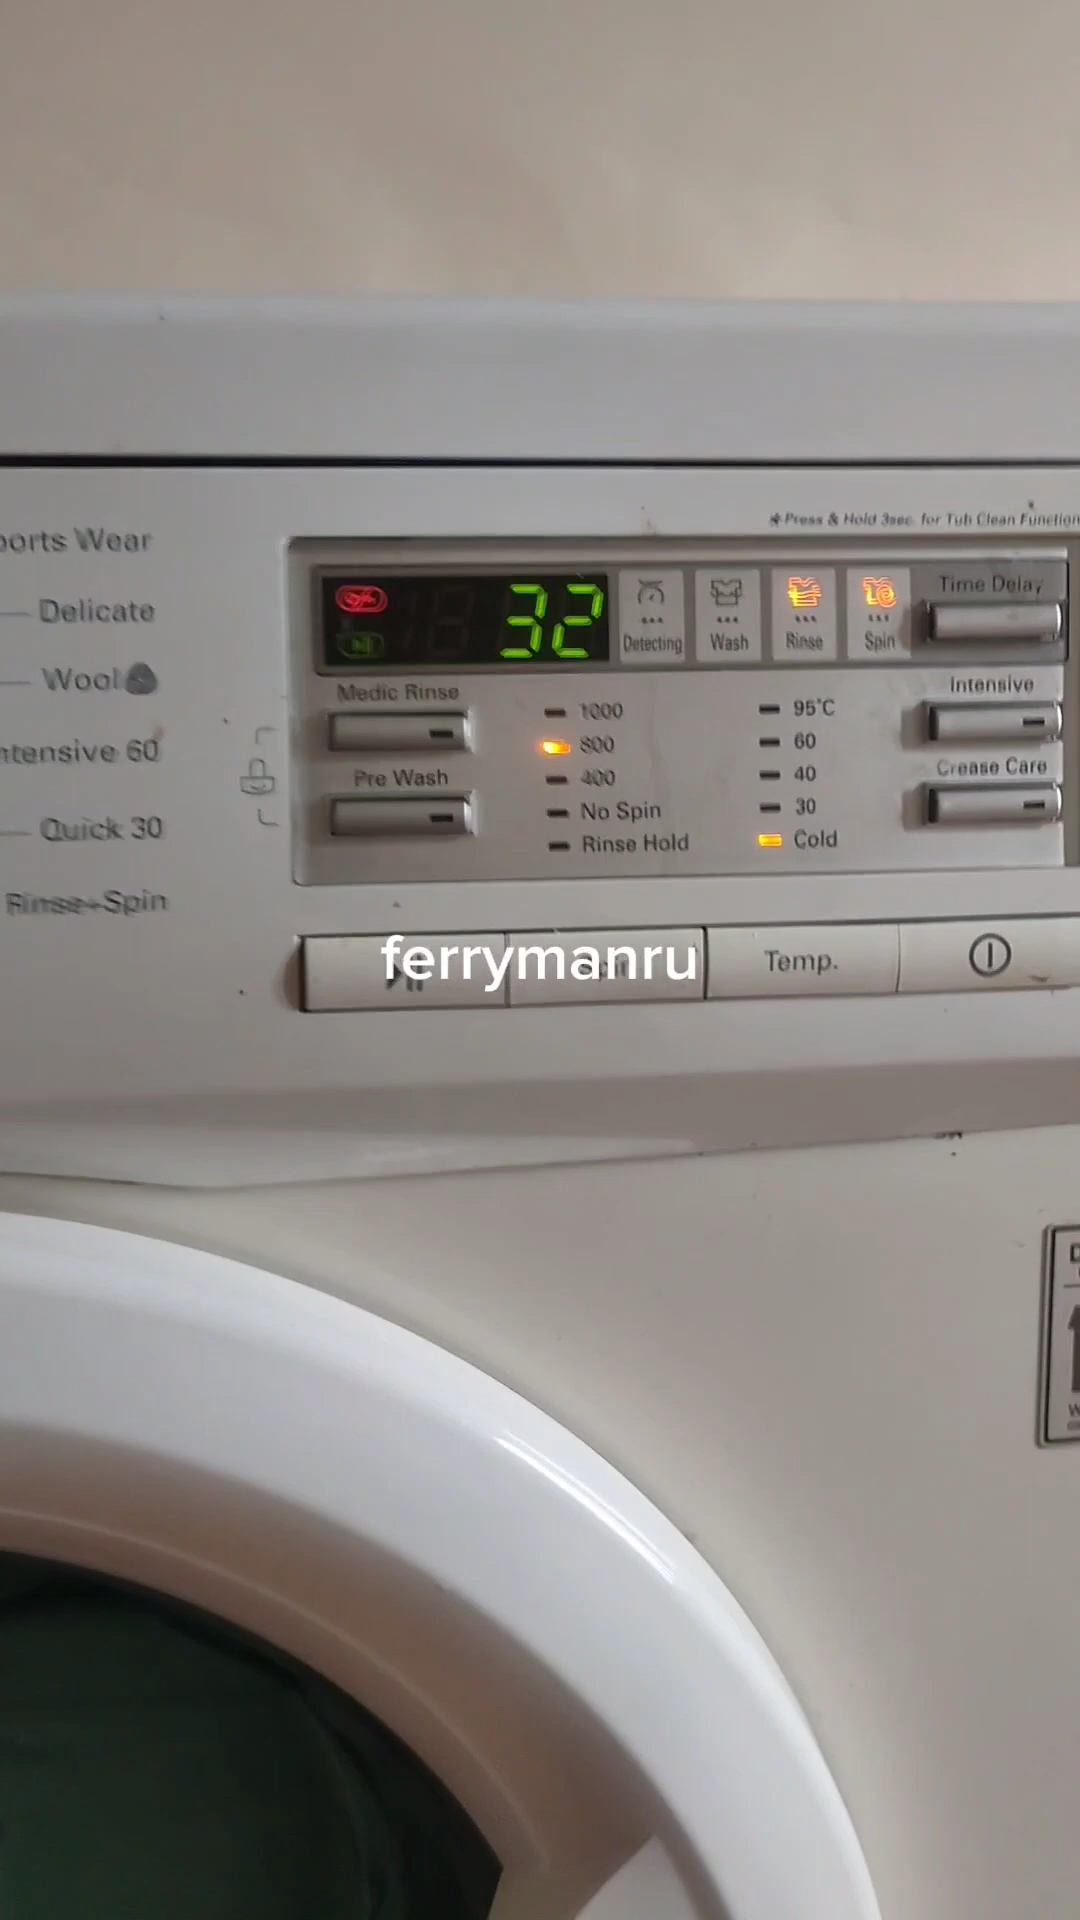 *Press & Hold 3sec. for Tub Clean Function
ports Wear
Delicate
Wool
ntensive 60
Quick 30
Rinse+Spin
32
Detecting
Wash
Rinse
Spin
Time Delay
Medic Rinse
Pre Wash
1000
800
400
No Spin
Rinse Hold
95°C
60
40
30
Cold
Intensive
Crease Care
ferrymanru
Temp.